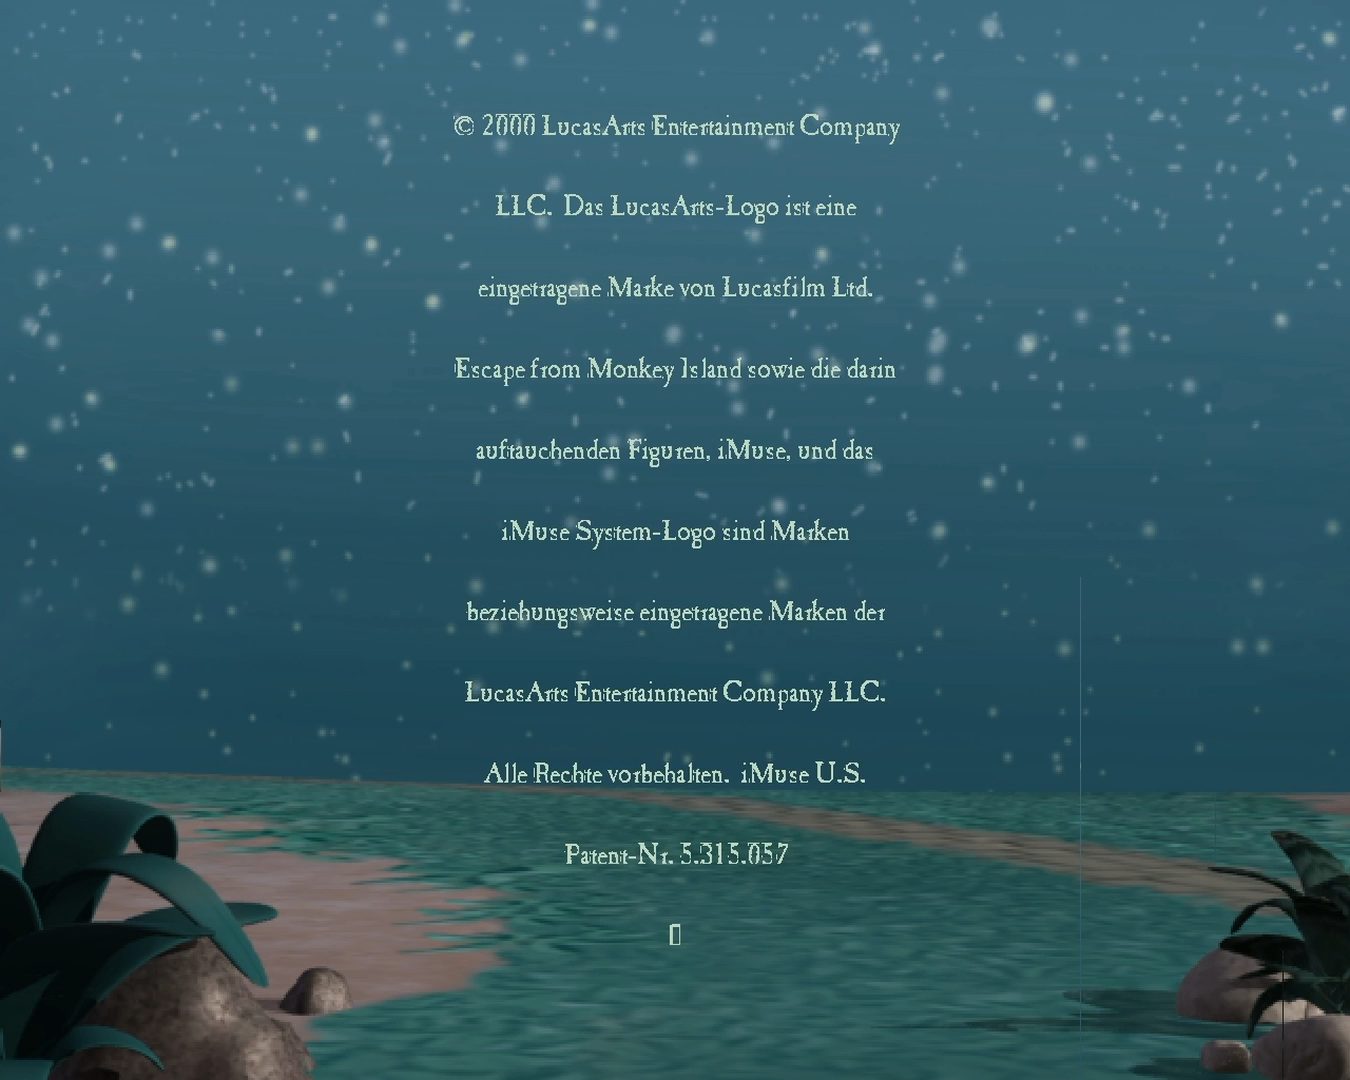 © 2000 LucasArts Entertainment Company
LLC. Das LucasArts-Logo ist eine
eingetragene Marke von Lucasfilm Ltd.
Escape from Monkey Island sowie die darin
auftauchenden Figuren, iMuse, und das
iMuse System-Logo sind Marken
beziehungsweise eingetragene Marken der
LucasArts Entertainment Company LLC.
Alle Rechte vorbehalten. iMuse U.S.
Patent-Nr. 5.315.057